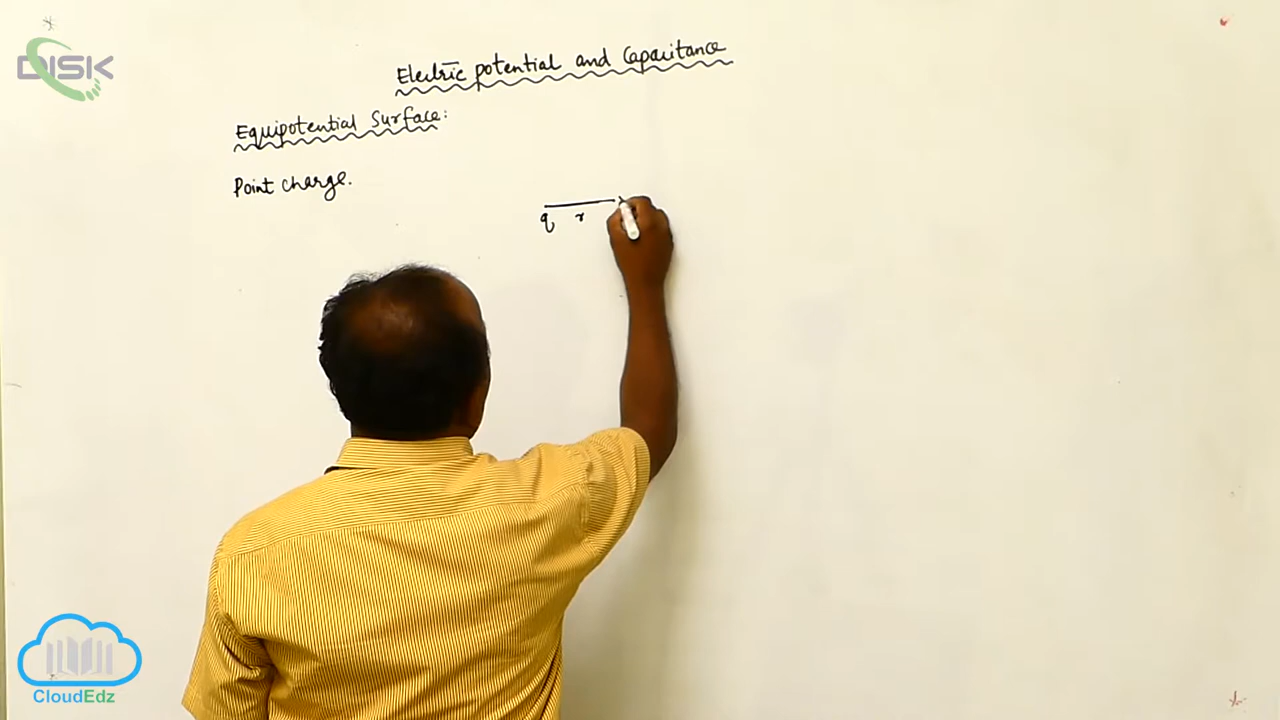 DISK
Electric potential and Capacitance
Equipotential Surface:
Point charge.
q r
CloudEdz